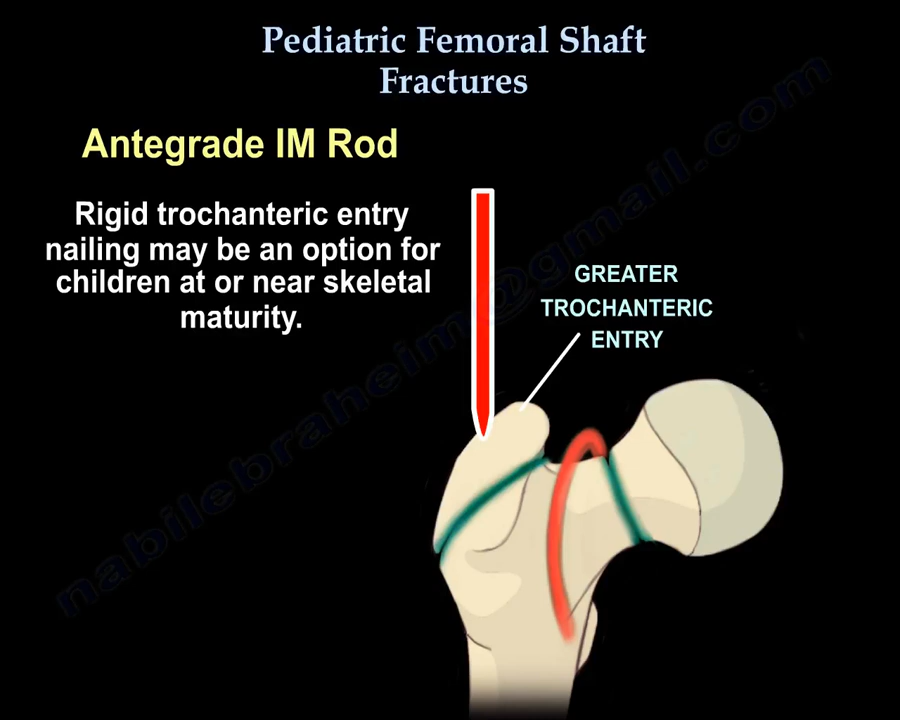 Pediatric Femoral Shaft
Fractures
Antegrade IM Rod
Rigid trochanteric entry
nailing may be an option for
children at or near skeletal
maturity.
GREATER
TROCHANTERIC
ENTRY
nabilebraheim@gmail.com